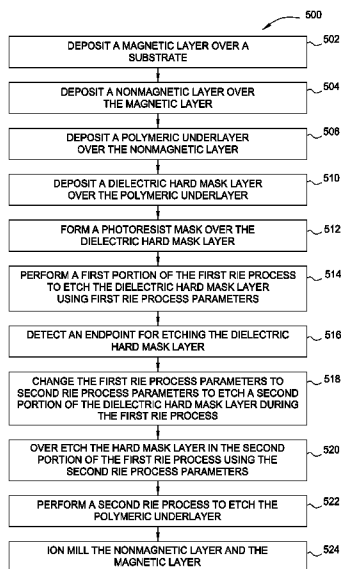 500
DEPOSIT A MAGNETIC LAYER OVER A
SUBSTRATE
502
DEPOSIT A NONMAGNETIC LAYER OVER
THE MAGNETIC LAYER
504
DEPOSIT A POLYMERIC UNDERLAYER
OVER THE NONMAGNETIC LAYER
508
DEPOSIT A DIELECTRIC HARD MASK LAYER
OVER THE POLYMERIC UNDERLAYER
510
FORM A PHOTORESIST MASK OVER THE
DIELECTRIC HARD MASK LAYER
512
PERFORM A FIRST PORTION OF THE FIRST RIE PROCESS
TO ETCH THE DIELECTRIC HARD MASK LAYER
USING FIRST RIE PROCESS PARAMETERS
514
DETECT AN ENDPOINT FOR ETCHING THE DIELECTRIC
HARD MASK LAYER
516
CHANGE THE FIRST RIE PROCESS PARAMETERS TO
SECOND RIE PROCESS PARAMETERS TO ETCH A SECOND
PORTION OF THE DIELECTRIC HARD MASK LAYER DURING
THE FIRST RIE PROCESS
518
OVER ETCH THE HARD MASK LAYER IN THE SECOND
PORTION OF THE FIRST RIE PROCESS USING THE
SECOND RIE PROCESS PARAMETERS
520
PERFORM A SECOND RIE PROCESS TO ETCH THE
POLYMERIC UNDERLAYER
522
ION MILL THE NONMAGNETIC LAYER AND THE
MAGNETIC LAYER
524